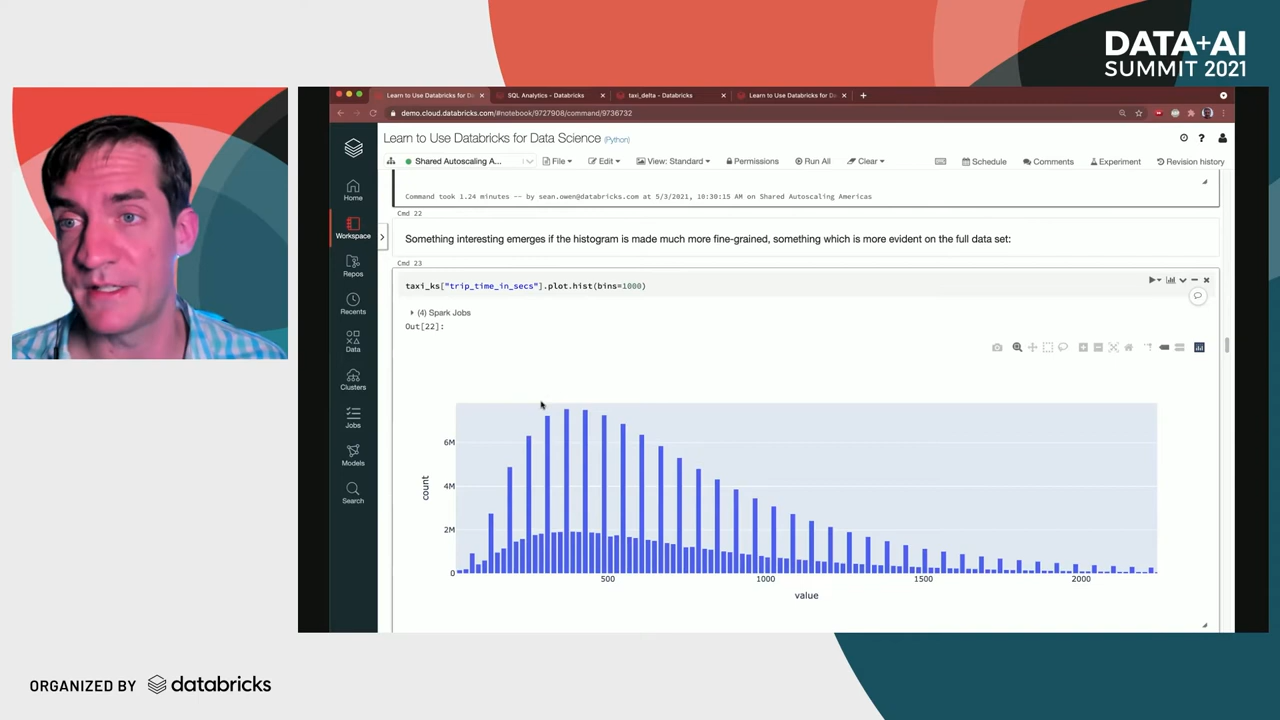 DATA+AI
SUMMIT 2021
Learn to Use Databricks for Da
SQL Analytics - Databricks
taxi_delta - Databricks
Learn to Use Databricks for Da
demo.cloud.databricks.com/#notebook/9727908/command/9736732
Learn to Use Databricks for Data Science (Python)
Shared Autoscaling A...
File
Edit
View: Standard
Permissions
Run All
Clear
Schedule
Comments
Experiment
Revision history
Home
Workspace
Repos
Recents
Data
Clusters
Jobs
Models
Search
Command took 1.24 minutes -- by sean.owen@databricks.com at 5/3/2021, 10:30:15 AM on Shared Autoscaling Americas
Cmd 22
Something interesting emerges if the histogram is made much more fine-grained, something which is more evident on the full data set:
Cmd 23
taxi_ks["trip_time_in_secs"].plot.hist(bins=1000)
(4) Spark Jobs
Out[22]:
6M
4M
2M
0
count
500
1000
1500
2000
value
ORGANIZED BY databricks